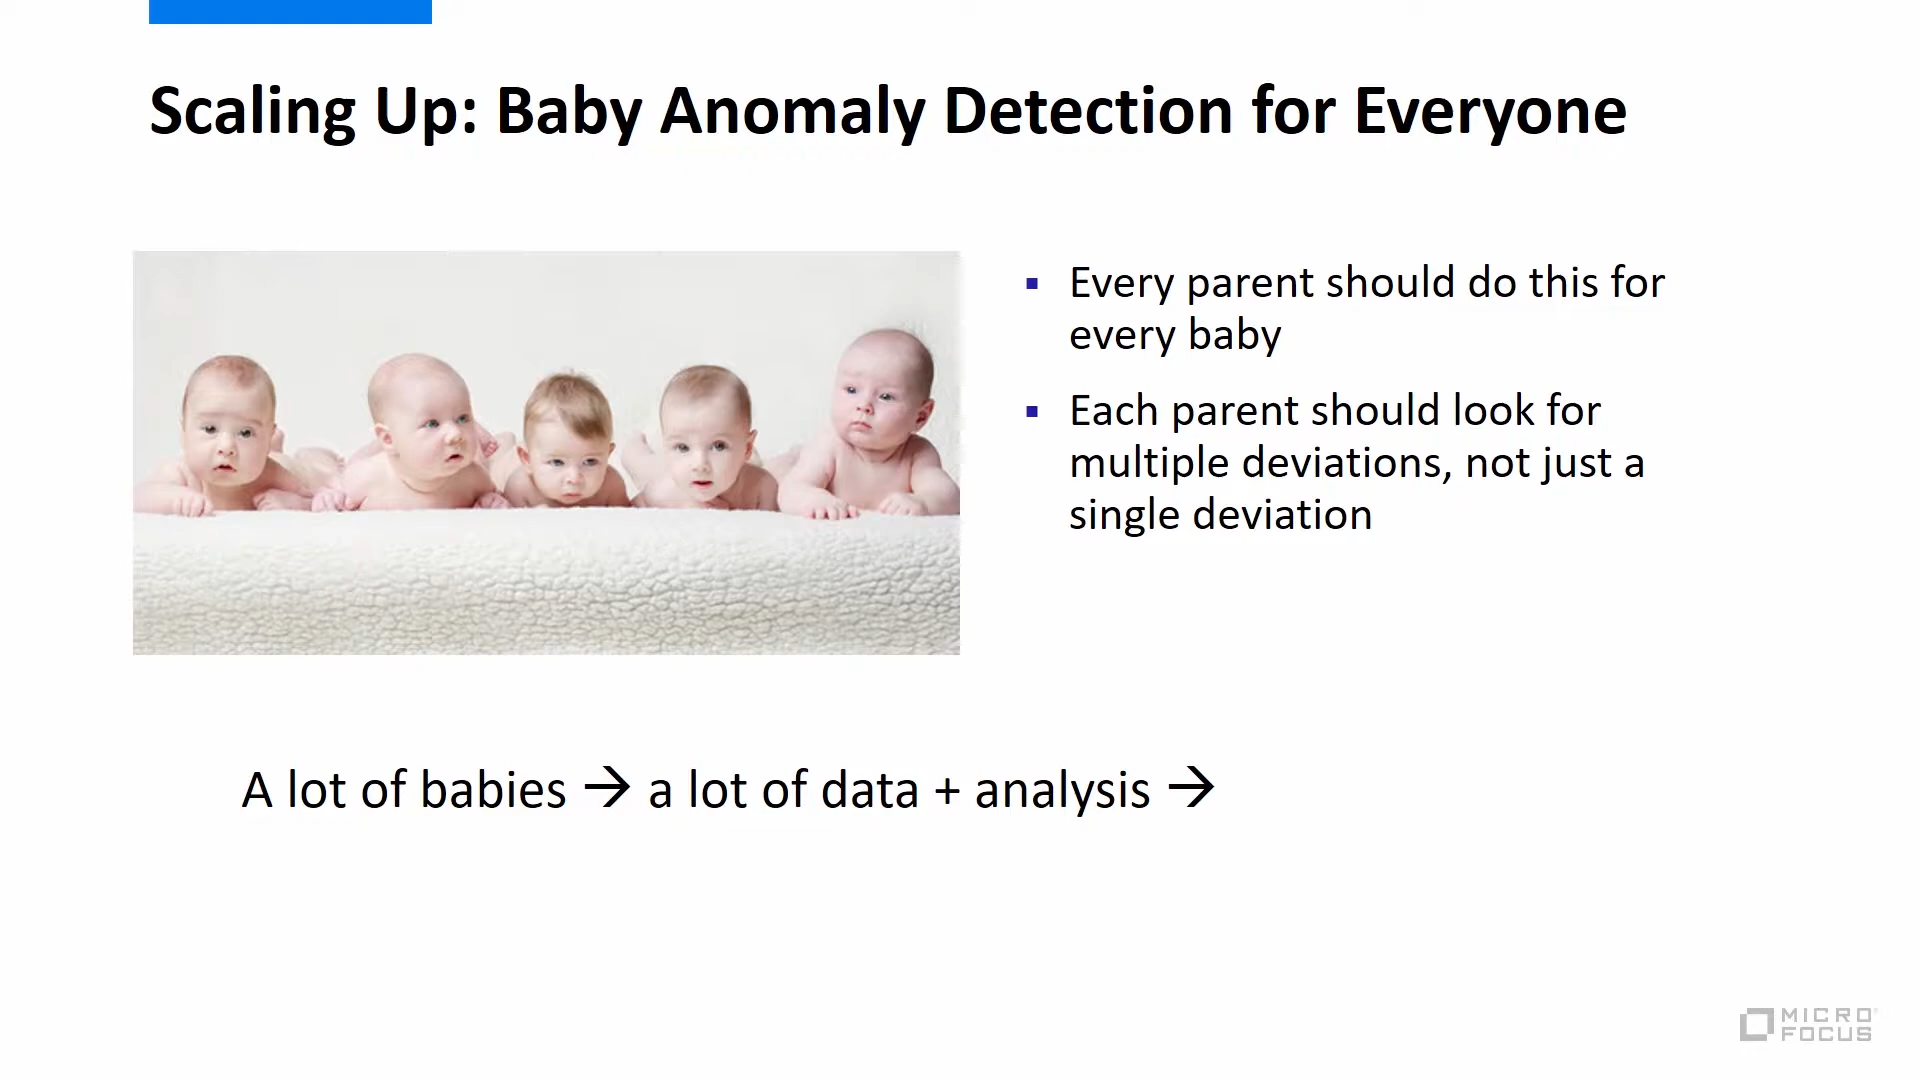 Scaling Up: Baby Anomaly Detection for Everyone
▪ Every parent should do this for
every baby
▪ Each parent should look for
multiple deviations, not just a
single deviation
A lot of babies → a lot of data + analysis →
MICRO
FOCUS